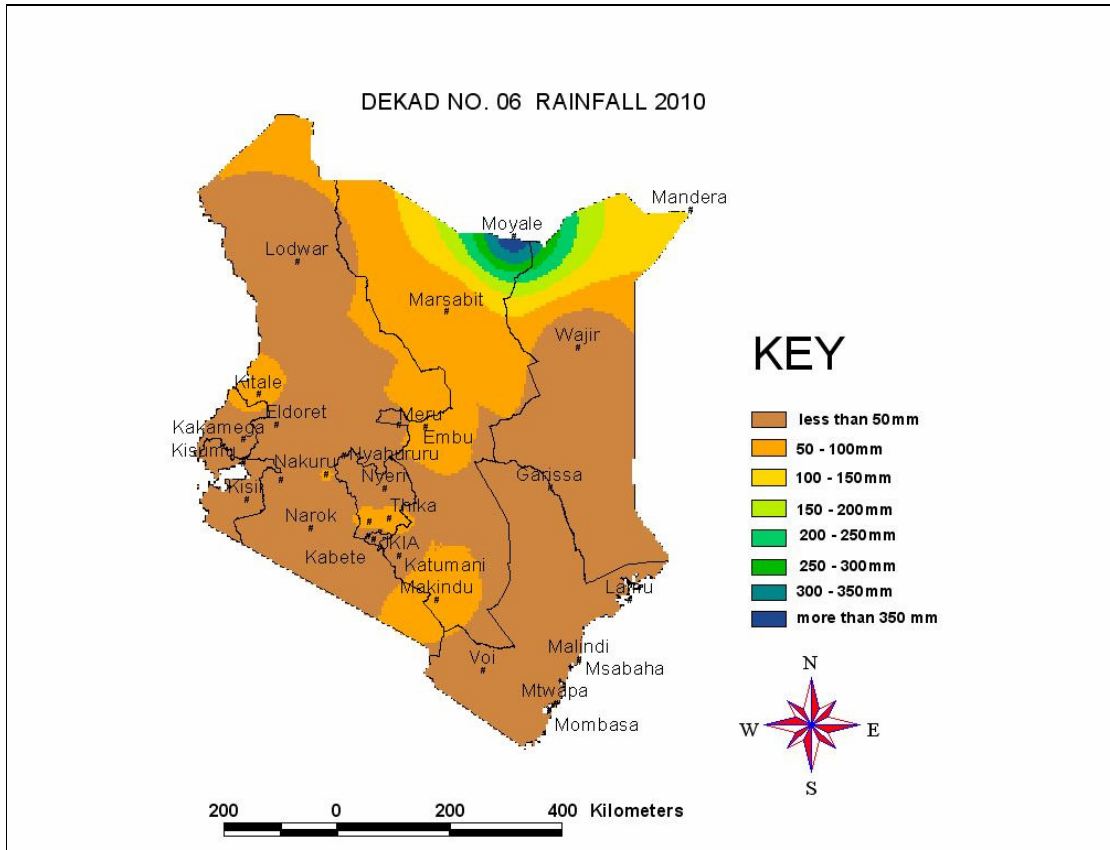 DEKAD NO. 06 RAINFALL 2010
Mandera
Moyale
Lodwar
Marsabit
Wajir
KEY
Kitale
Eldoret
Meru
less than 50mm
Kakamega
Embu
Kisumu
Nyahururu
50 - 100mm
Nakuru
Nyeri
Garissa
100 - 150mm
Kisii
Thika
150 - 200mm
Narok
200 - 250mm
Kabete
JKIA
Katumani
250 - 300mm
Makindu
Lamu
300 - 350mm
more than 350 mm
Malindi
Voi
Msabaha
N
Mtwapa
Mombasa
W
E
S
200 0 200 400 Kilometers